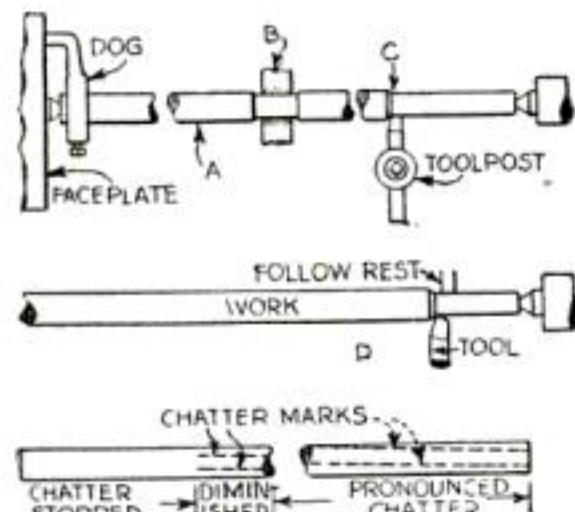 DOG
B
C
A
TOOLPOST
FACEPLATE
FOLLOW REST
WORK
D
TOOL
CHATTER MARKS
CHATTER
STOPPED
DIMIN-
ISHED
PRONOUNCED
CHATTER